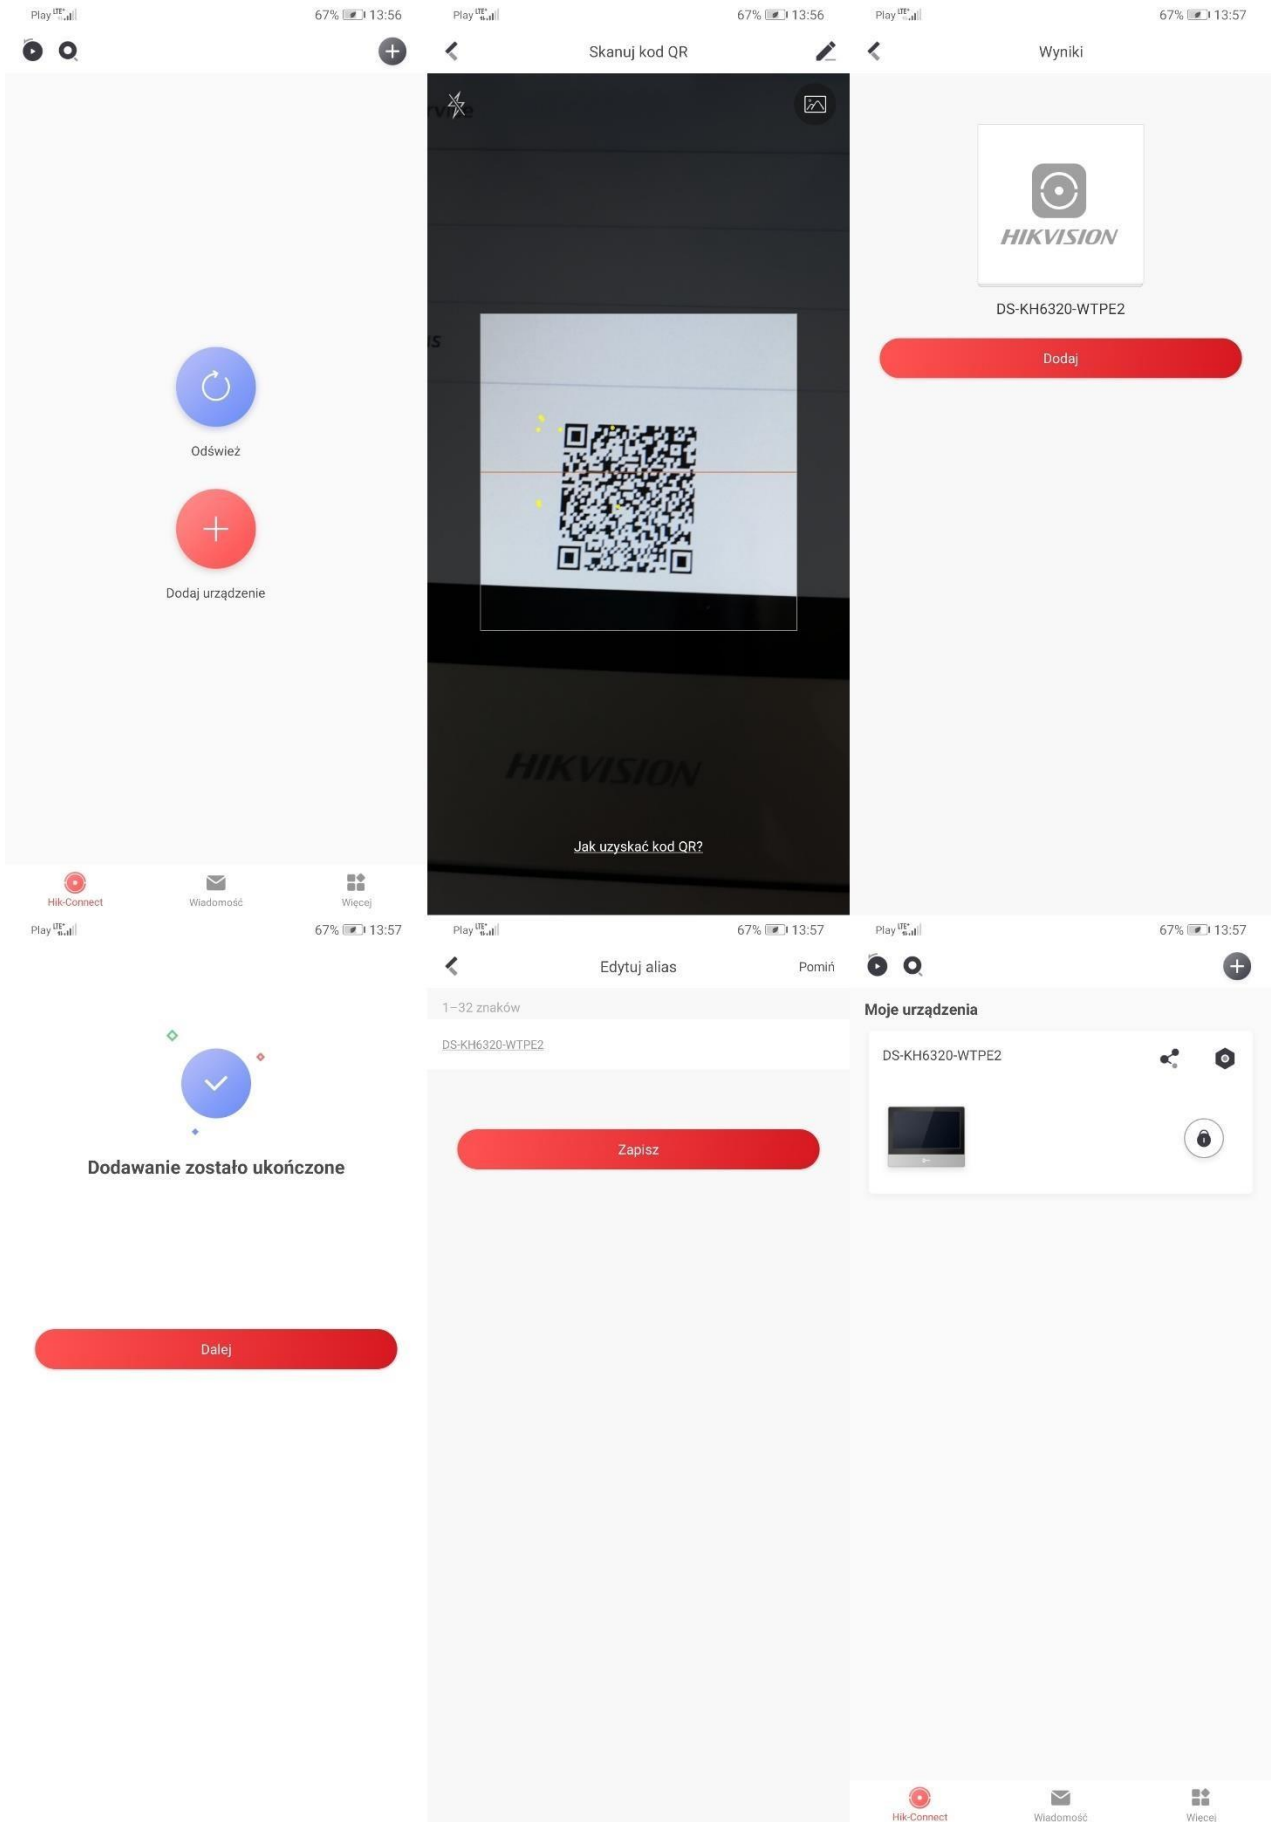 Play
67% 13:56
Odśwież
Dodaj urządzenie
Hik-Connect
Wiadomość
Więcej
Play
67% 13:56
Skanuj kod QR
HIKVISION
Jak uzyskać kod QR?
Play
67% 13:57
Wyniki
HIKVISION
DS-KH6320-WTPE2
Dodaj
Play
67% 13:57
Dodawanie zostało ukończone
Dalej
Play
67% 13:57
Edytuj alias
Pomiń
1–32 znaków
DS-KH6320-WTPE2
Zapisz
Play
67% 13:57
Moje urządzenia
DS-KH6320-WTPE2
Hik-Connect
Wiadomość
Więcej